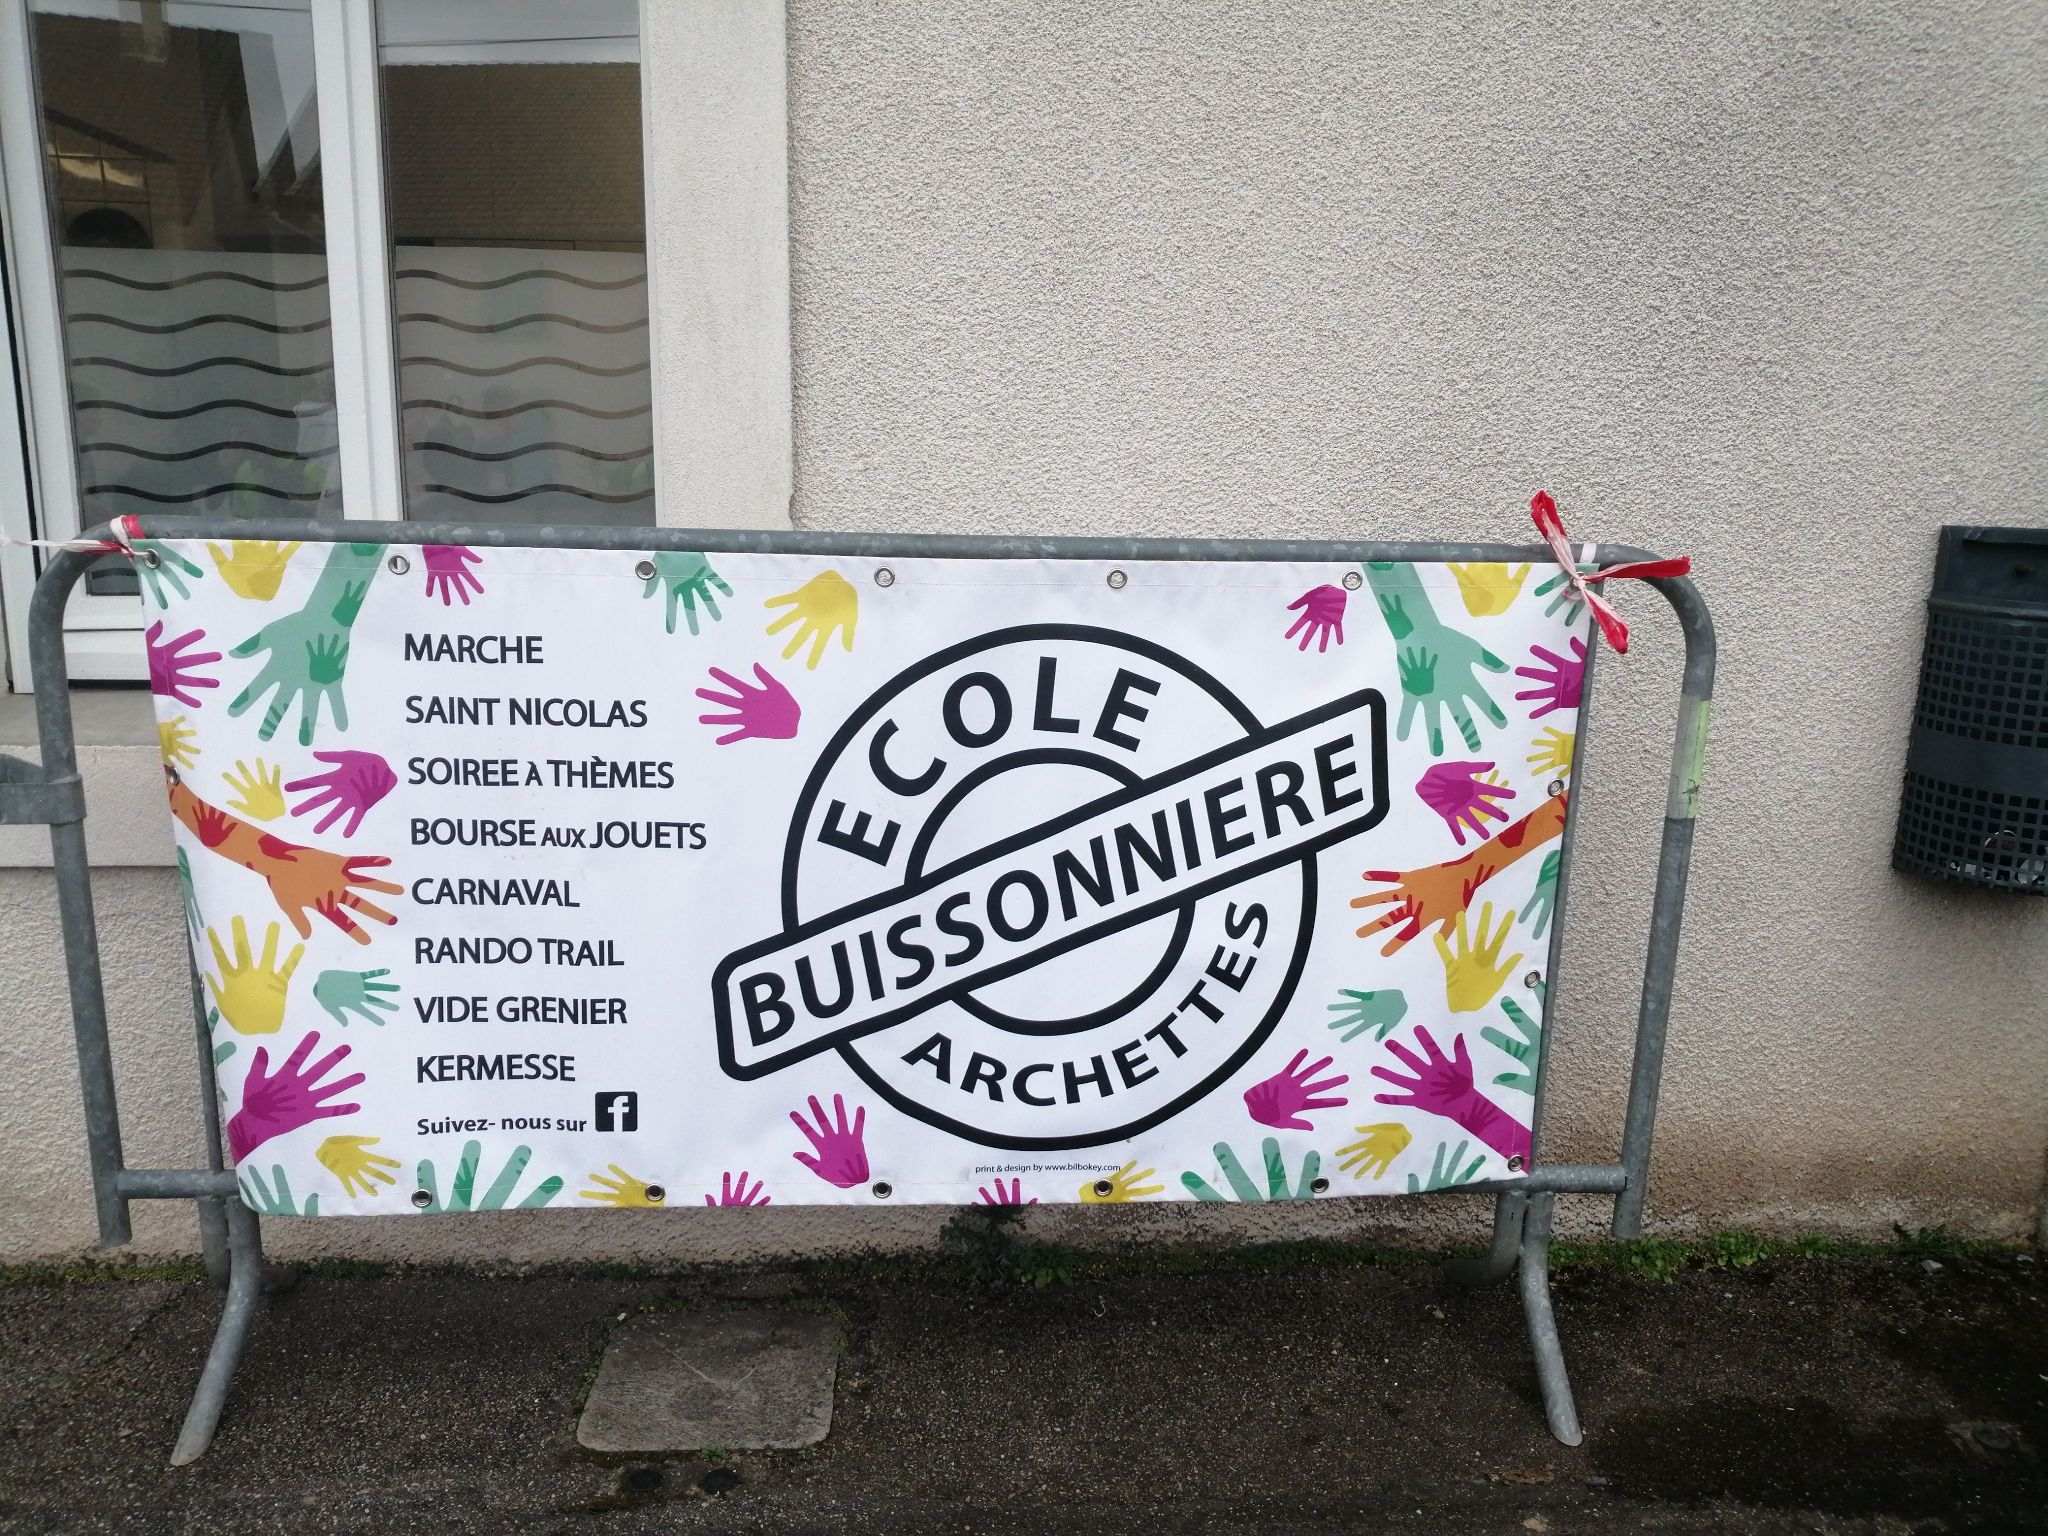 MARCHE
SAINT NICOLAS
SOIREE À THÈMES
BOURSE AUX JOUETS
CARNAVAL
RANDO TRAIL
VIDE GRENIER
KERMESSE
Suivez- nous sur f
ECOLE
BUISSONNIERE
ARCHETTES
print & design by www.bilbokey.com